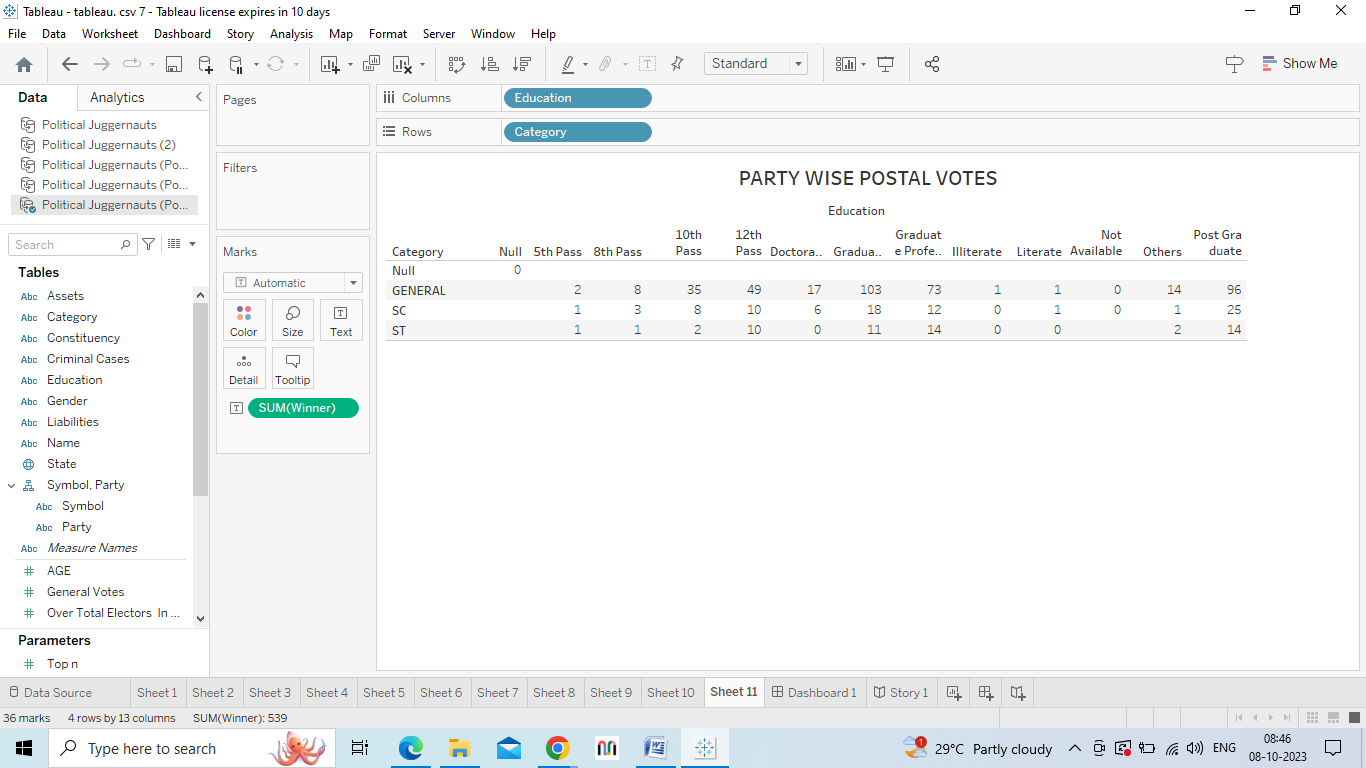 Tableau - tableau. csv 7 - Tableau license expires in 10 days
File Data Worksheet Dashboard Story Analysis Map Format Server Window Help
Standard
Show Me
Data Analytics
Political Juggernauts
Political Juggernauts (2)
Political Juggernauts (Po...
Political Juggernauts (Po...
Political Juggernauts (Po...
Search
Tables
Abc Assets
Abc Category
Abc Constituency
Abc Criminal Cases
Abc Education
Abc Gender
Abc Liabilities
Abc Name
State
Symbol, Party
Abc Symbol
Abc Party
Abc Measure Names
# AGE
# General Votes
# Over Total Electors In ...
Parameters
# Top n
Pages
Filters
Marks
T Automatic
Color Size Text
Detail Tooltip
T SUM(Winner)
Columns Education
Rows Category
PARTY WISE POSTAL VOTES
Education
Category Null 5th Pass 8th Pass 10th Pass 12th Pass Doctora.. Gradua.. Graduat e Profe.. Illiterate Literate Not Available Others Post Gra duate
Null 0
GENERAL 2 8 35 49 17 103 73 1 1 0 14 96
SC 1 3 8 10 6 18 12 0 1 0 1 25
ST 1 1 2 10 0 11 14 0 0 2 14
Data Source Sheet 1 Sheet 2 Sheet 3 Sheet 4 Sheet 5 Sheet 6 Sheet 7 Sheet 8 Sheet 9 Sheet 10 Sheet 11 Dashboard 1 Story 1
36 marks 4 rows by 13 columns SUM(Winner): 539
Type here to search
1 29°C Partly cloudy ENG 08:46
08-10-2023